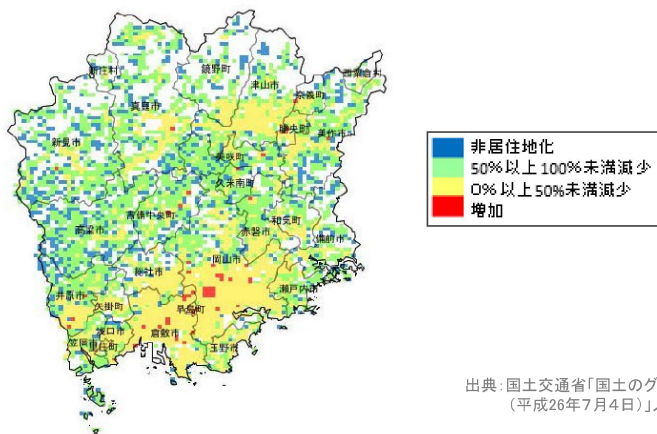 新庄村
鏡野町
津山市
西粟倉村
奈義町
真庭市
勝央町
美作市
新見市
美咲町
久米南町
吉備中央町
和気町
高梁市
赤磐市
備前市
岡山市
総社市
瀬戸内市
井原市
矢掛町
早島町
浅口市
倉敷市
笠岡市
里庄町
玉野市
非居住地化
50%以上100%未満減少
0%以上50%未満減少
増加
出典:国土交通省「国土のグ
(平成26年7月4日)」